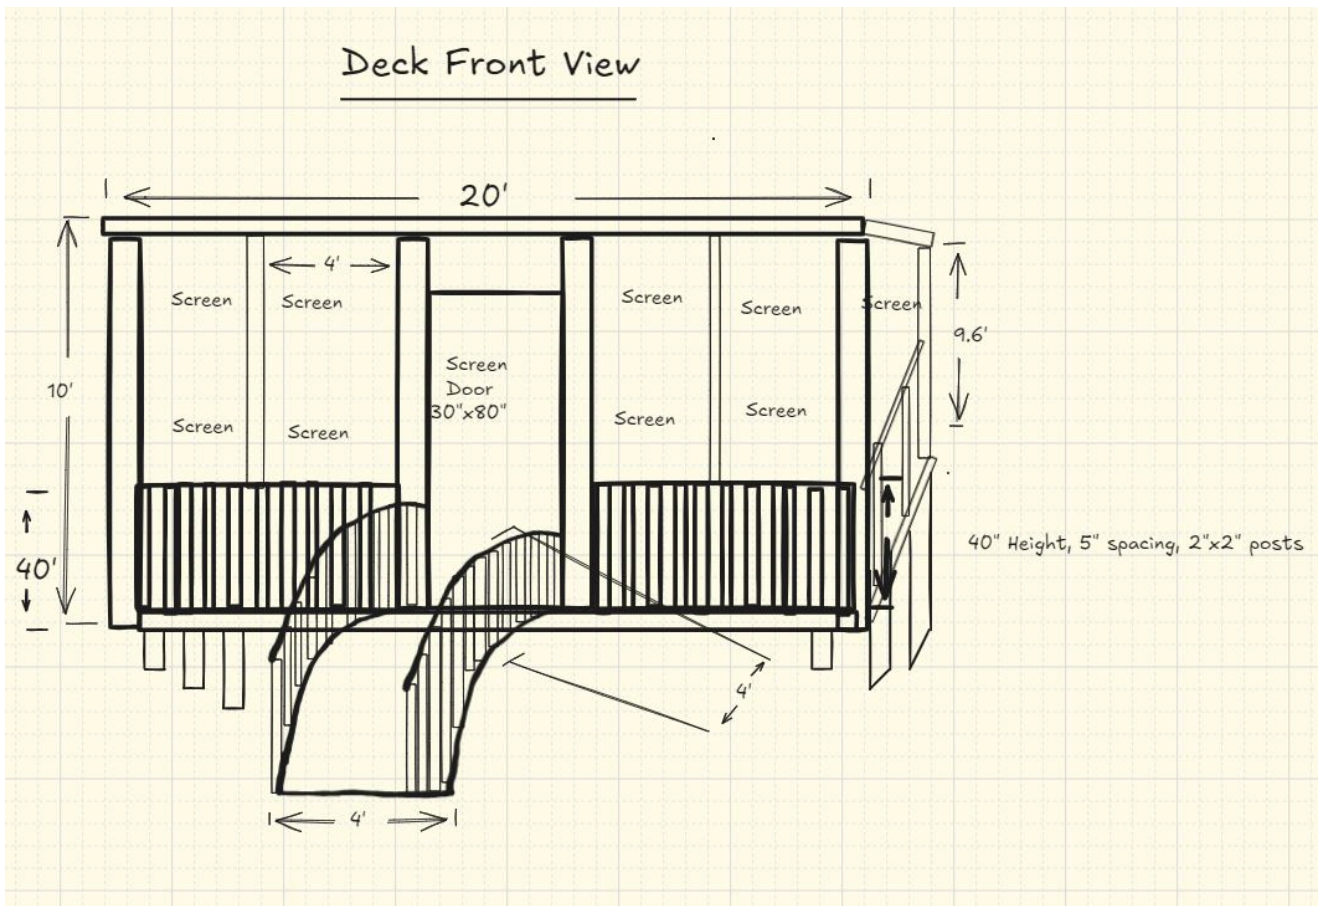 Deck Front View
20'
4'
Screen
Screen
Screen
Screen
Screen
9.6'
Screen
Door
30"x80"
10'
Screen
Screen
Screen
Screen
40" Height, 5" spacing, 2"x2" posts
40'
4'
4'